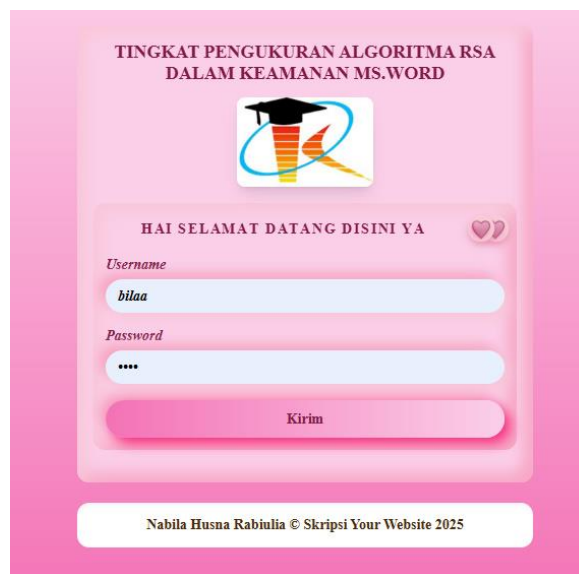 TINGKAT PENGUKURAN ALGORITMA RSA
DALAM KEAMANAN MS.WORD
HAI SELAMAT DATANG DISINI YA
Username
bilaa
Password
••••
Kirim
Nabila Husna Rabiulia © Skripsi Your Website 2025